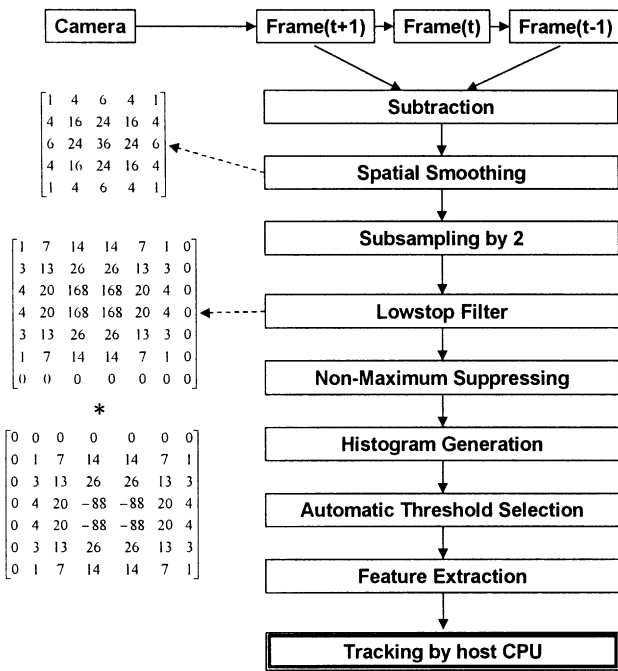 Camera
Frame(t+1)
Frame(t)
Frame(t-1)
Subtraction
1 4 6 4 1
4 16 24 16 4
6 24 36 24 6
4 16 24 16 4
1 4 6 4 1
Spatial Smoothing
Subsampling by 2
1 7 14 14 7 1 0
3 13 26 26 13 3 0
4 20 168 168 20 4 0
4 20 168 168 20 4 0
3 13 26 26 13 3 0
1 7 14 14 7 1 0
0 0 0 0 0 0 0
Lowstop Filter
Non-Maximum Suppressing
*
Histogram Generation
0 0 0 0 0 0 0
0 1 7 14 14 7 1
0 3 13 26 26 13 3
0 4 20 −88 −88 20 4
0 4 20 −88 −88 20 4
0 3 13 26 26 13 3
0 1 7 14 14 7 1
Automatic Threshold Selection
Feature Extraction
Tracking by host CPU